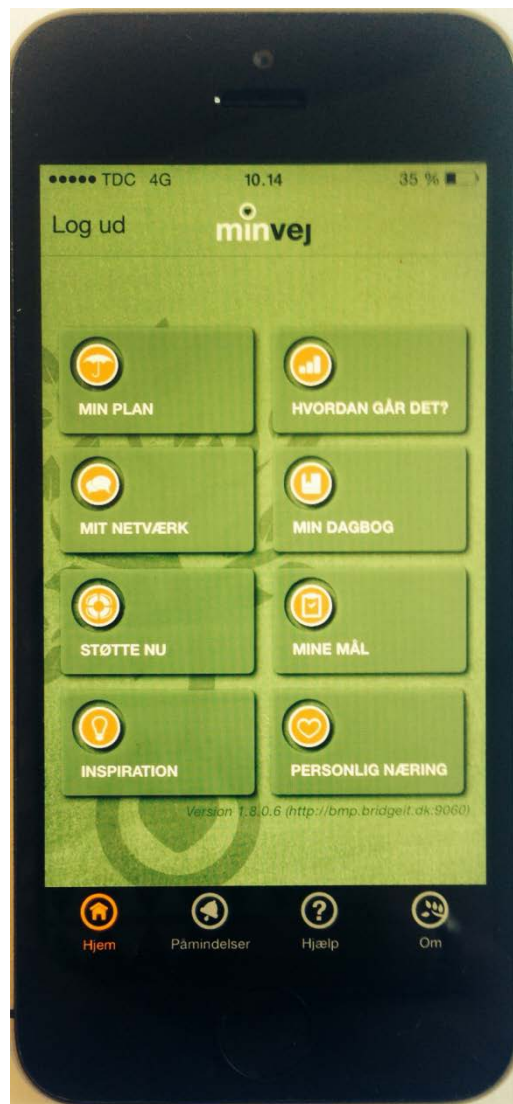 TDC 4G 10.14 35 %
Log ud minvej
MIN PLAN
HVORDAN GÅR DET?
MIT NETVÆRK
MIN DAGBOG
STØTTE NU
MINE MÅL
INSPIRATION
PERSONLIG NÆRING
Version 1.8.0.6 (http://bmp.bridgeit.dk:9060)
Hjem Påmindelser Hjælp Om